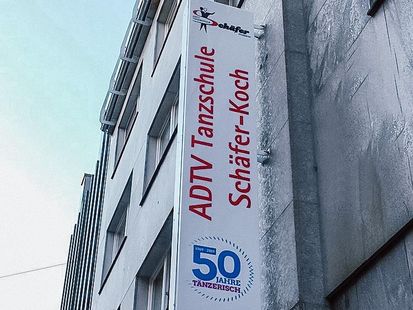 Schäfer
ADTV Tanzschule
Schäfer-Koch
50
JAHRE
TÄNZERISCH